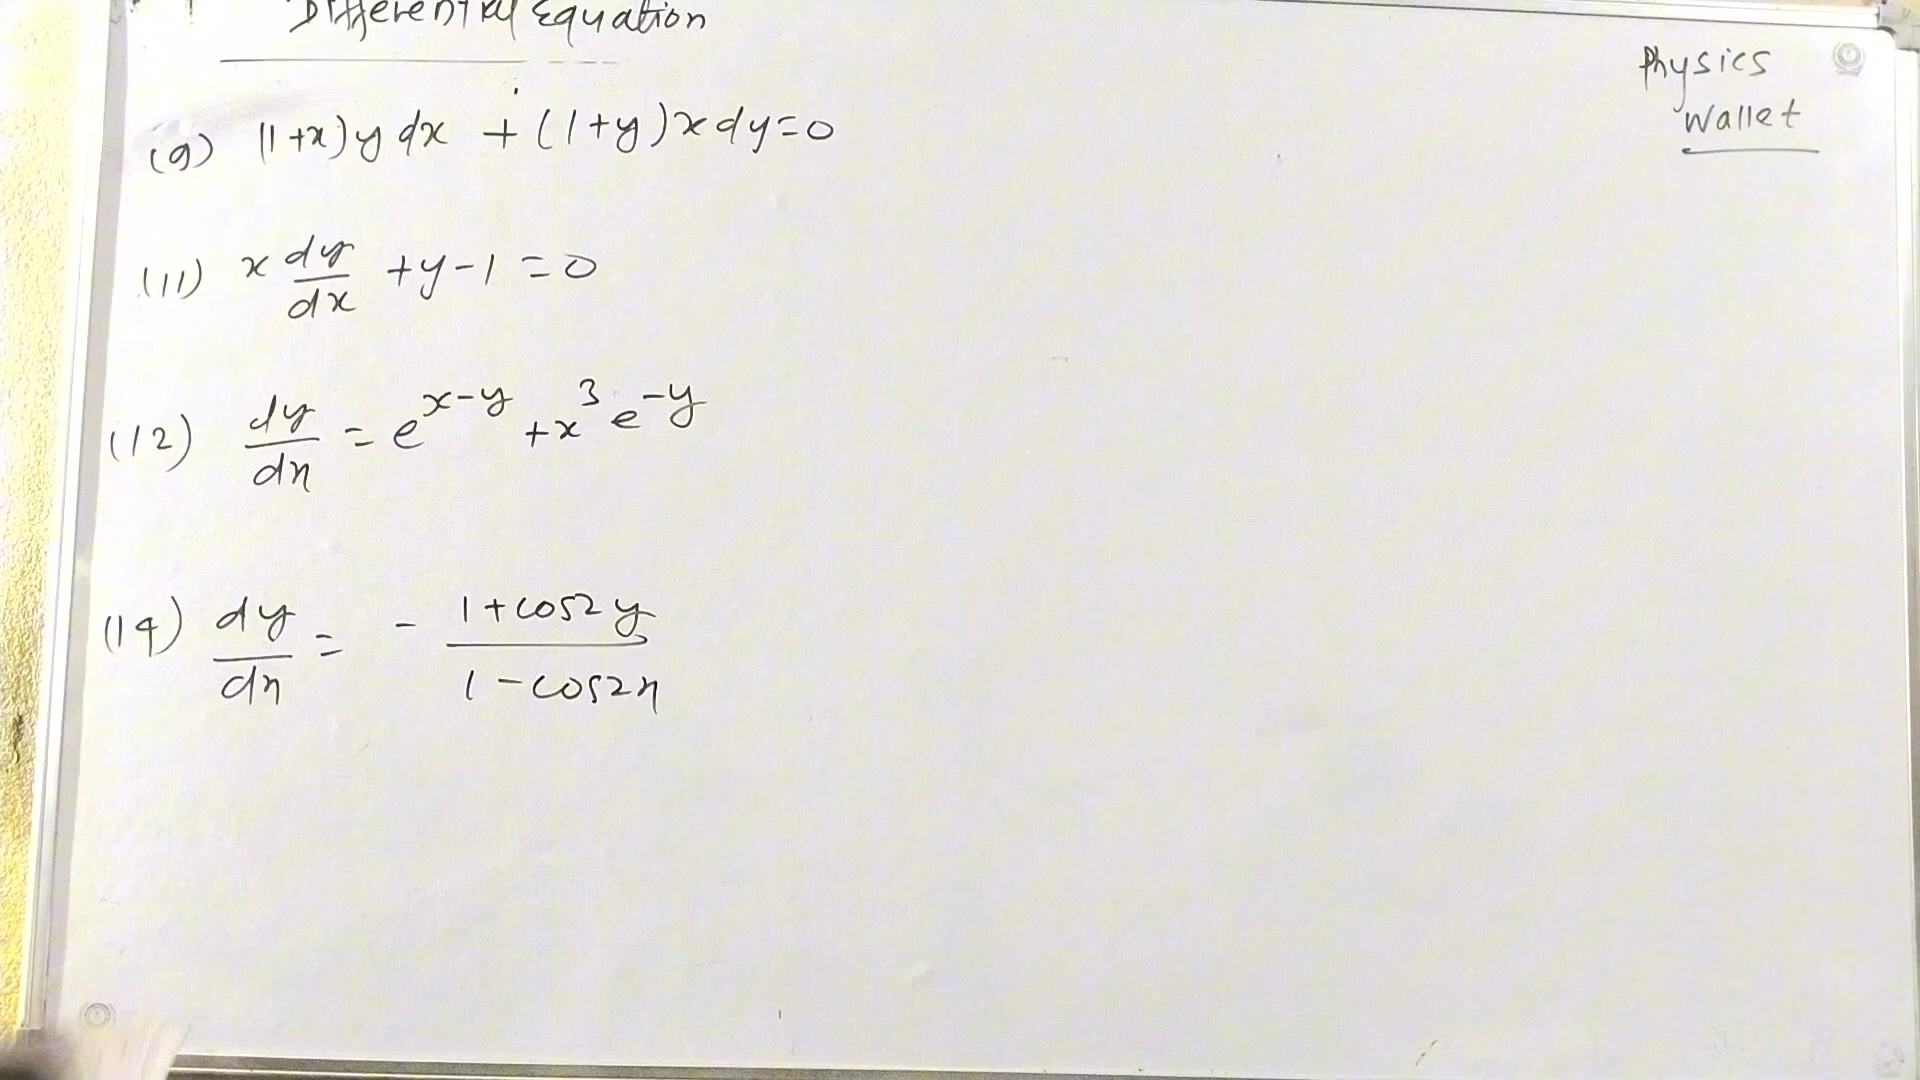 Differential Equation
Physics
Wallet
(9) (1+x)y dx + (1+y)x dy=0
(11) x dy/dx +y-1 =0
(12) dy/dx = e^x-y +x^3 e^-y
(14) dy/dx = - 1+cos2y / 1-cos2x